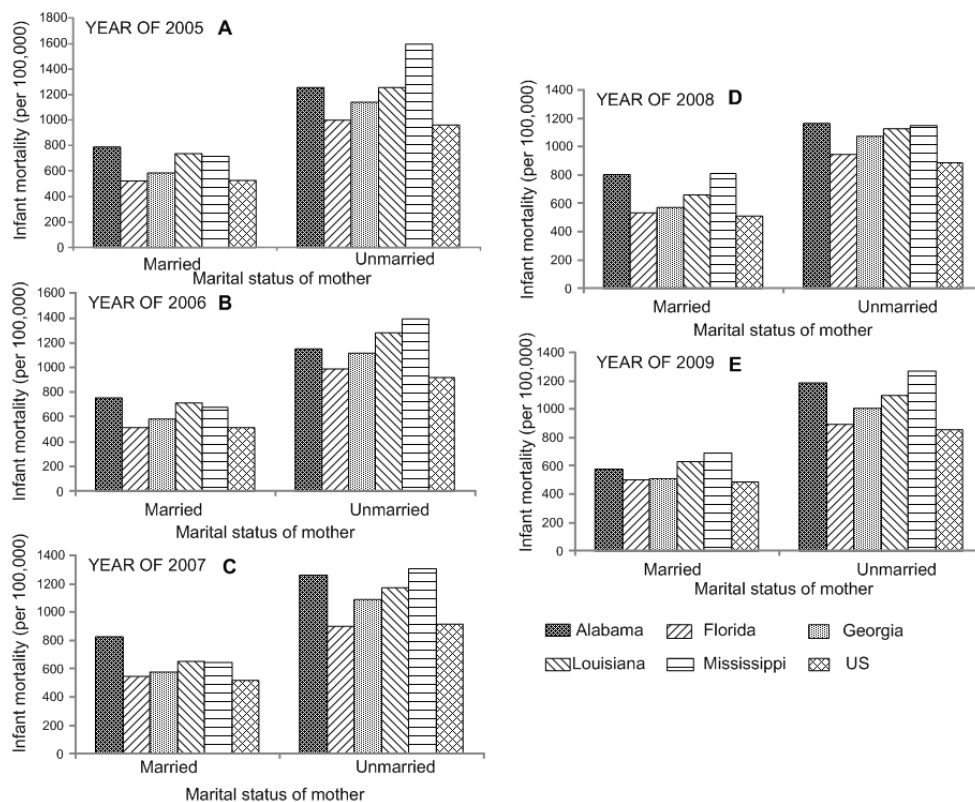 YEAR OF 2005 A
Infant mortality (per 100,000)
1800
1600
1400
1200
1000
800
600
400
200
0
Married Unmarried
Marital status of mother
YEAR OF 2006 B
Infant mortality (per 100,000)
1600
1400
1200
1000
800
600
400
200
0
Married Unmarried
Marital status of mother
YEAR OF 2007 C
Infant mortality (per 100,000)
1400
1200
1000
800
600
400
200
0
Married Unmarried
Marital status of mother
YEAR OF 2008 D
Infant mortality (per 100,000)
1400
1200
1000
800
600
400
200
0
Married Unmarried
Marital status of mother
YEAR OF 2009 E
Infant mortality (per 100,000)
1400
1200
1000
800
600
400
200
0
Married Unmarried
Marital status of mother
Alabama Florida Georgia
Louisiana Mississippi US